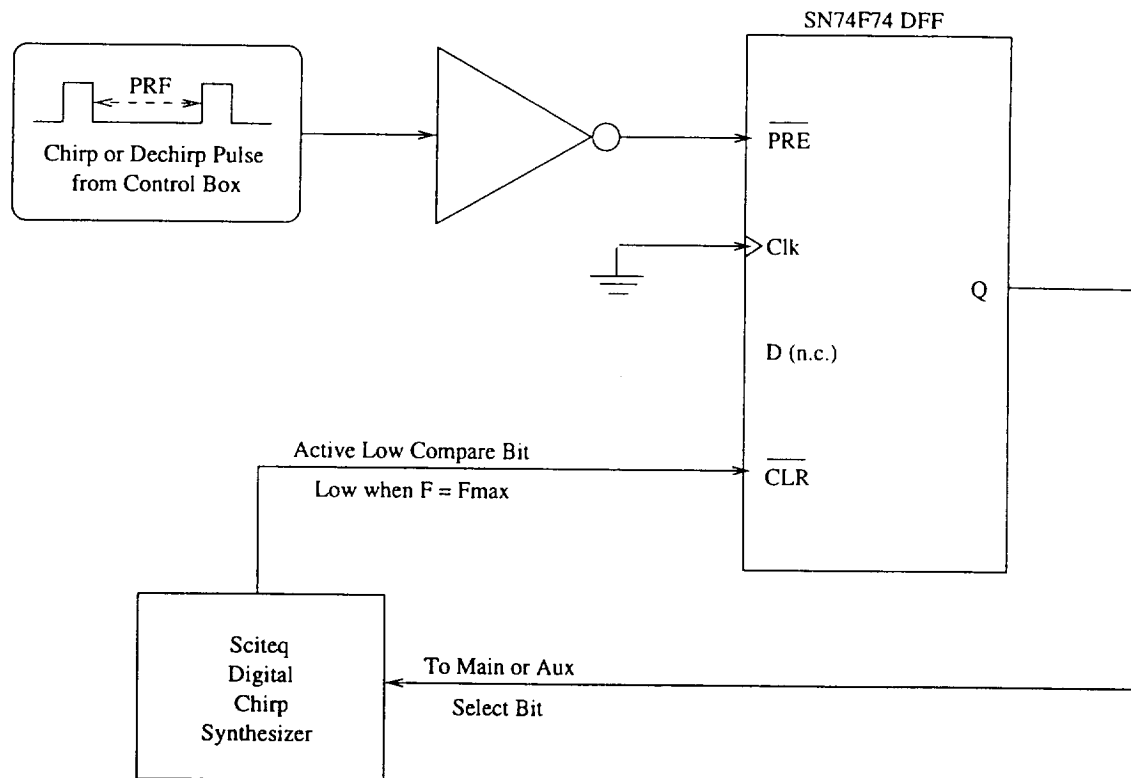 SN74F74 DFF
PRF
Chirp or Dechirp Pulse
from Control Box
PRE
Clk
Q
D (n.c.)
Active Low Compare Bit
Low when F = Fmax
CLR
Sciteq
Digital
Chirp
Synthesizer
To Main or Aux
Select Bit